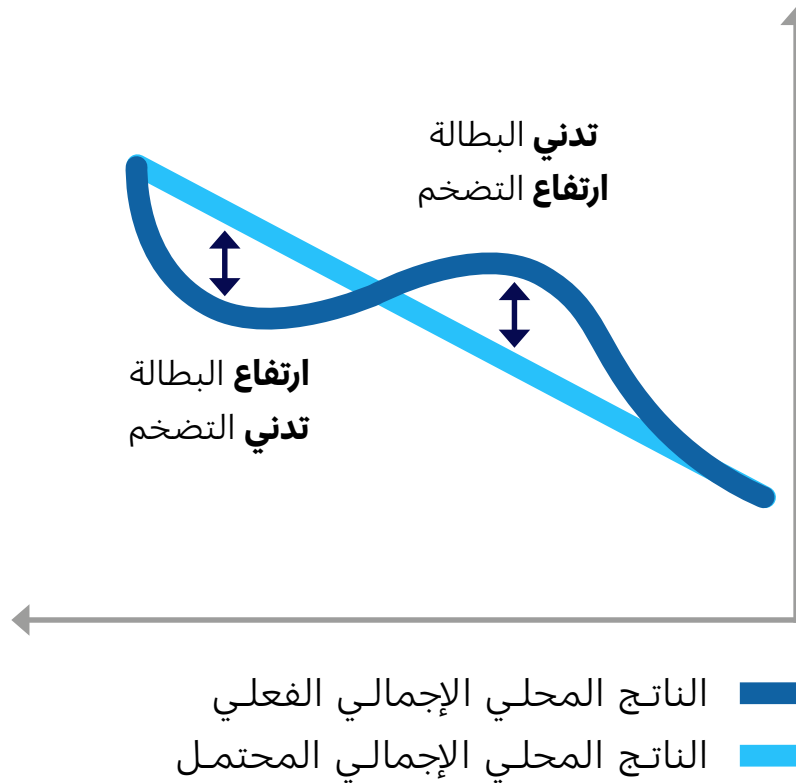 تدني البطالة
ارتفاع التضخم
ارتفاع البطالة
تدني التضخم
الناتج المحلي الإجمالي الفعلي
الناتج المحلي الإجمالي المحتمل